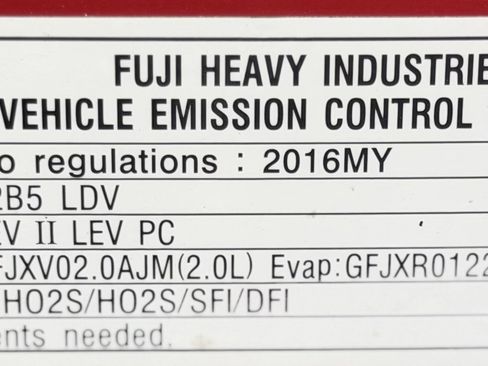 FUJI HEAVY INDUSTRIE
VEHICLE EMISSION CONTROL
o regulations : 2016MY
2B5 LDV
EV II LEV PC
FJXV02.0AJM(2.0L) Evap:GFJXR0122
HO2S/HO2S/SFI/DFI
ents needed.